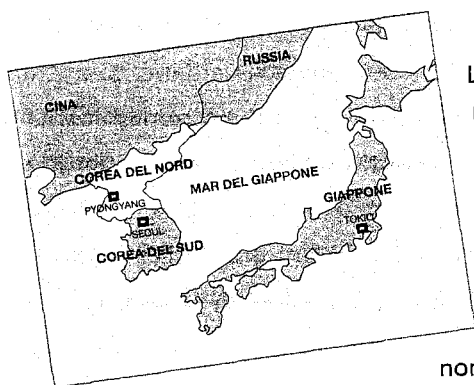 RUSSIA
CINA
COREA DEL NORD
PYONGYANG
MAR DEL GIAPPONE
GIAPPONE
TOKIO
SEOUL
COREA DEL SUD
L
nor